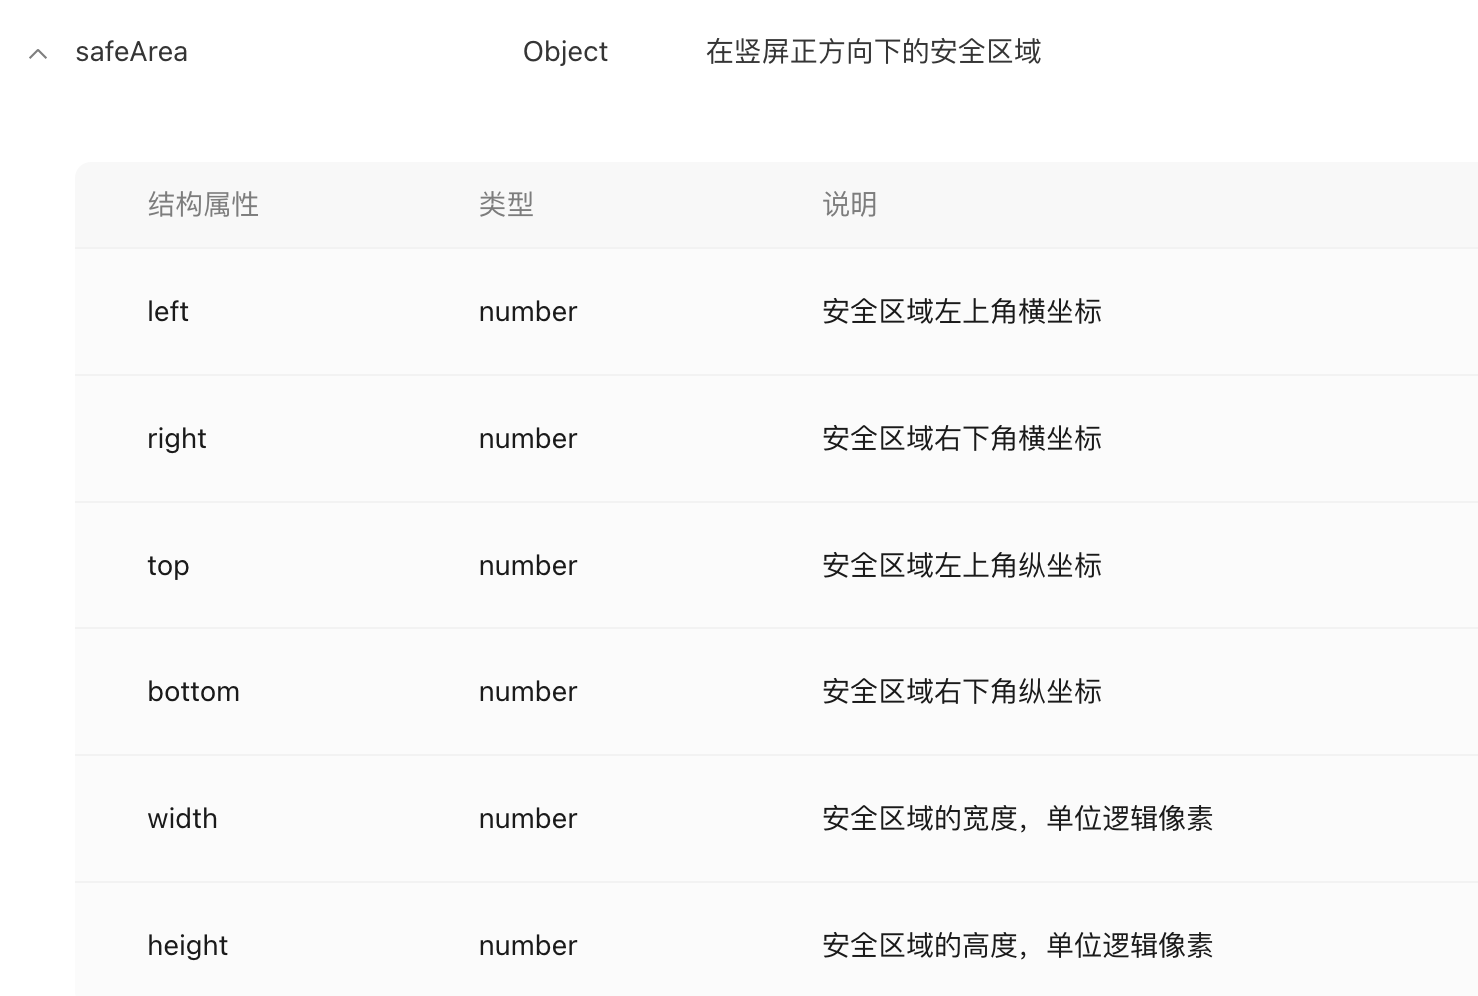 safeArea Object 在竖屏正方向下的安全区域
结构属性 类型 说明
left number 安全区域左上角横坐标
right number 安全区域右下角横坐标
top number 安全区域左上角纵坐标
bottom number 安全区域右下角纵坐标
width number 安全区域的宽度，单位逻辑像素
height number 安全区域的高度，单位逻辑像素